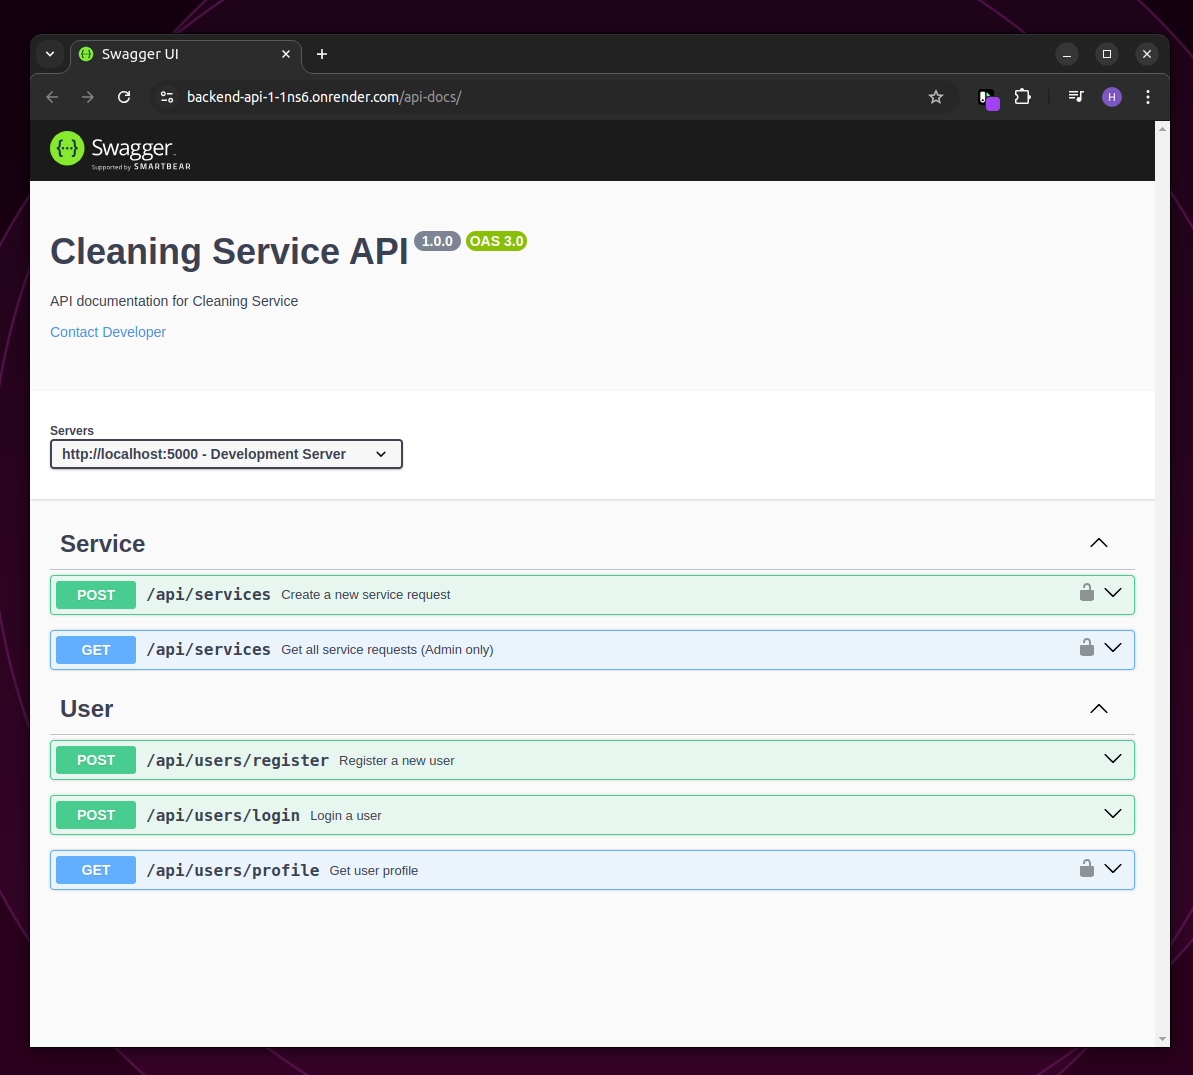 Swagger UI
backend-api-1-1ns6.onrender.com/api-docs/
H
Swagger
Supported by SMARTBEAR
Cleaning Service API 1.0.0 OAS 3.0
API documentation for Cleaning Service
Contact Developer
Servers
http://localhost:5000 - Development Server
Service
POST /api/services Create a new service request
GET /api/services Get all service requests (Admin only)
User
POST /api/users/register Register a new user
POST /api/users/login Login a user
GET /api/users/profile Get user profile